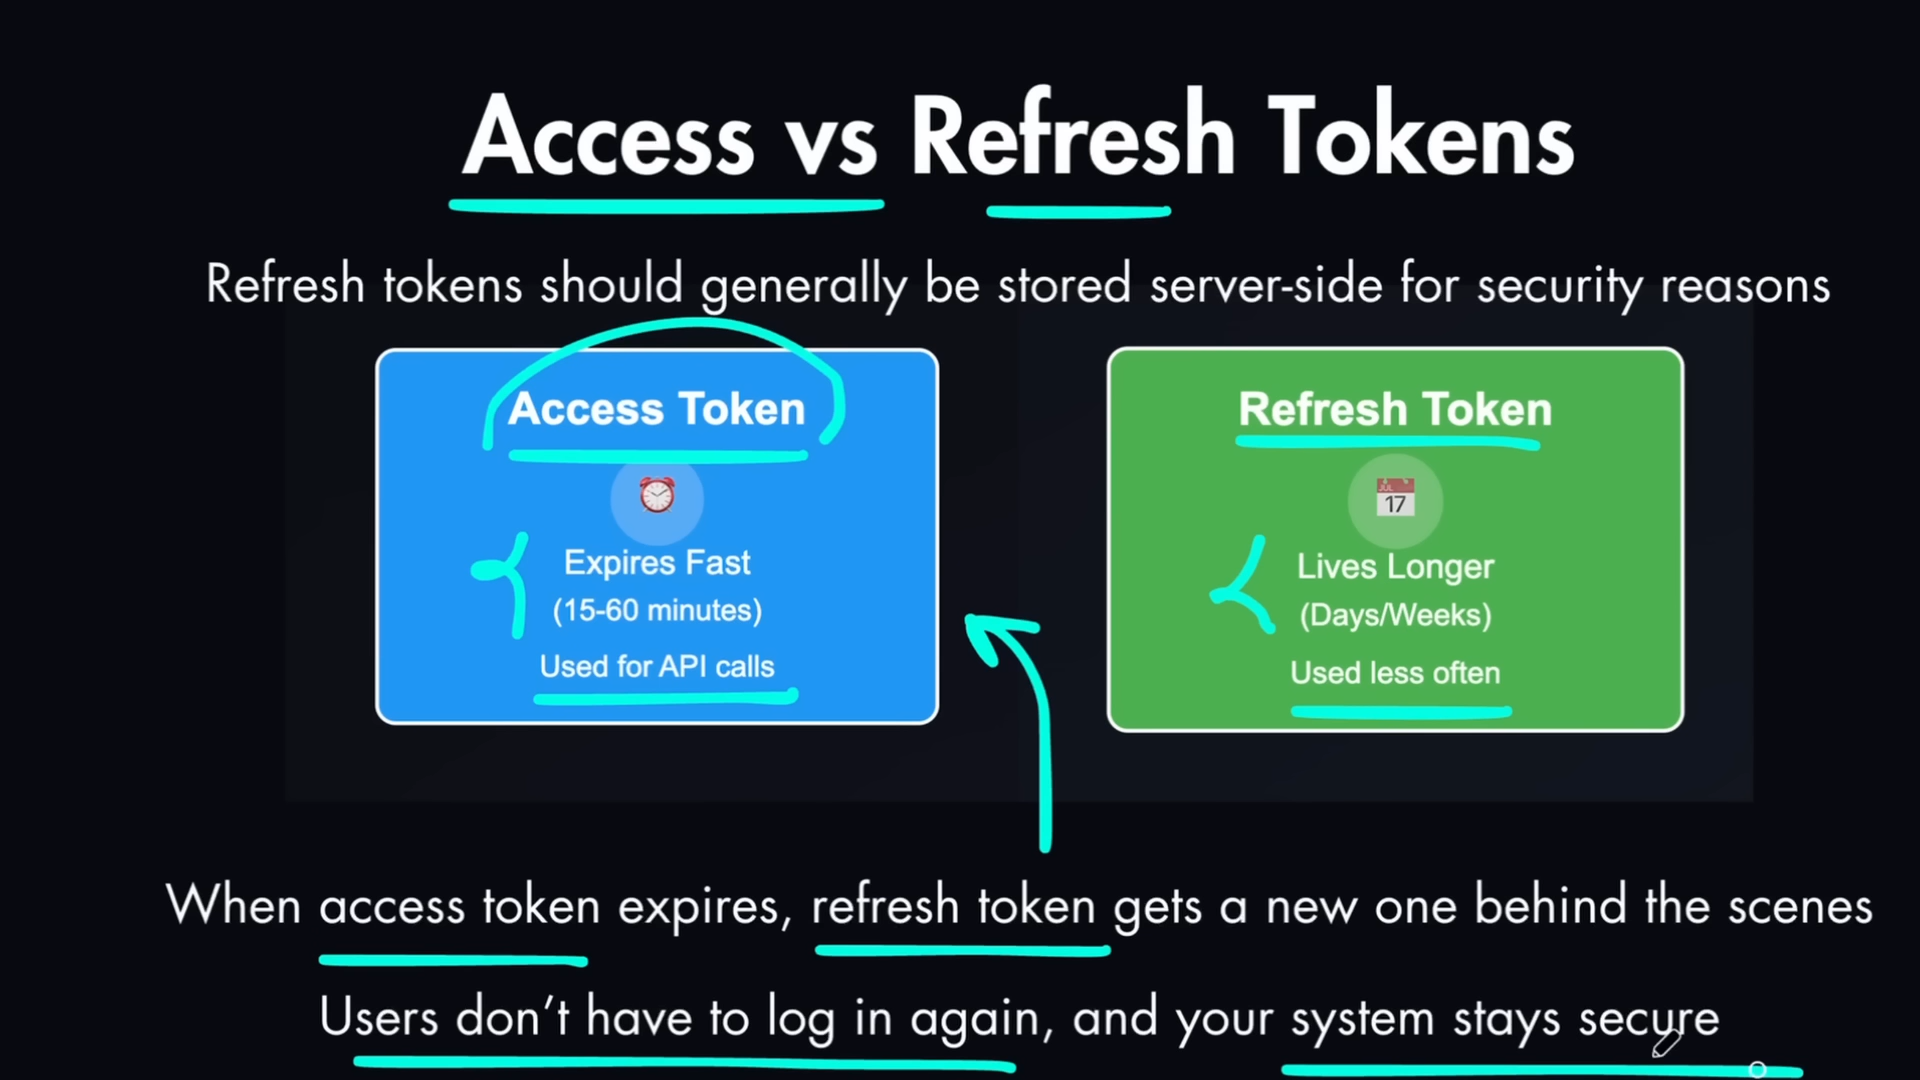 Access vs Refresh Tokens
Refresh tokens should generally be stored server-side for security reasons
Access Token
Expires Fast
(15-60 minutes)
Used for API calls
Refresh Token
JUL
17
Lives Longer
(Days/Weeks)
Used less often
When access token expires, refresh token gets a new one behind the scenes
Users don’t have to log in again, and your system stays secure